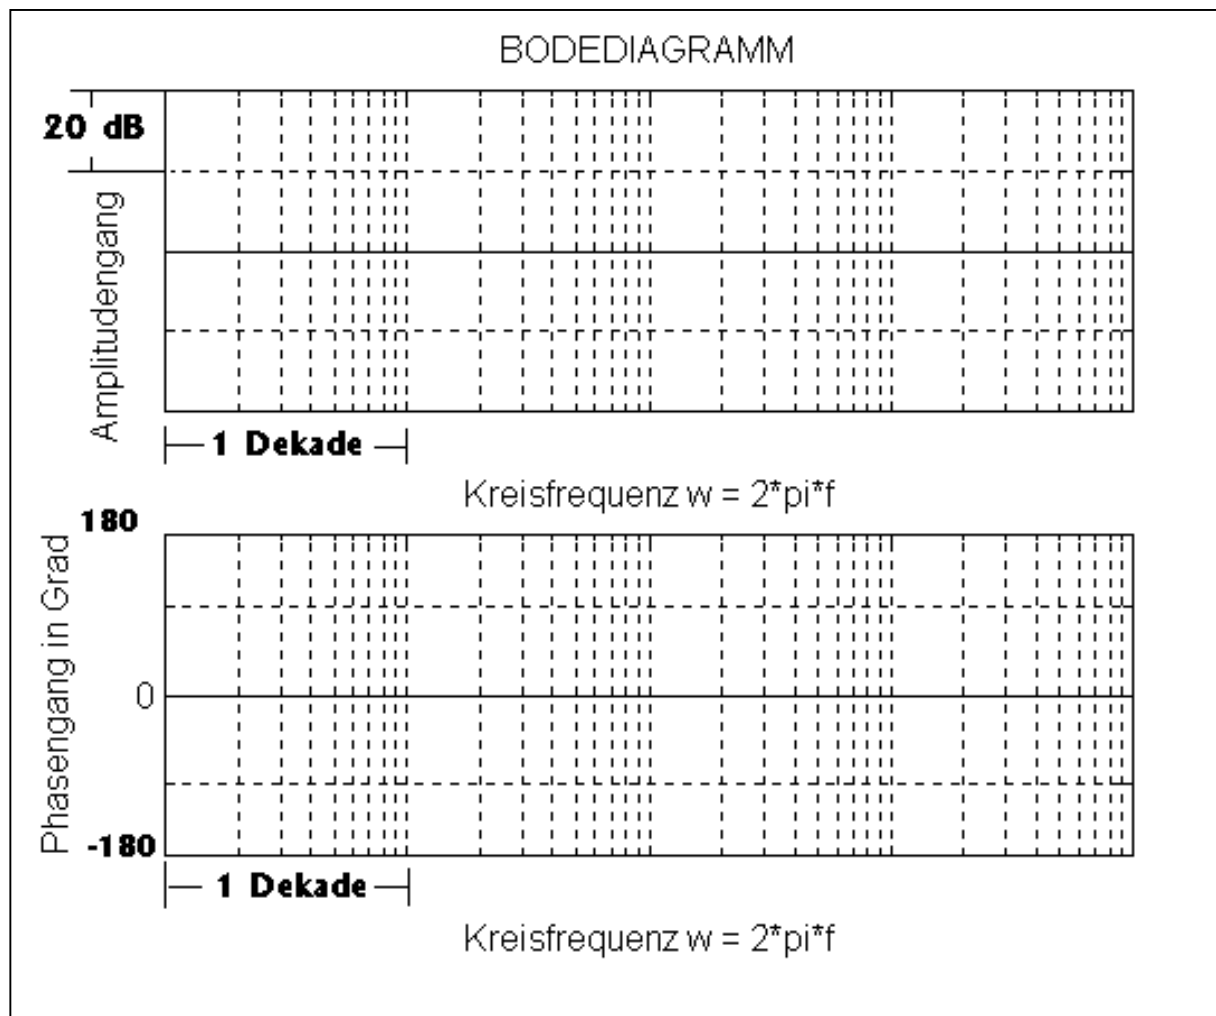 BODEDIAGRAMM
20 dB
Amplitudengang
1 Dekade
Kreisfrequenz w = 2*pi*f
180
Phasengang in Grad
0
-180
1 Dekade
Kreisfrequenz w = 2*pi*f